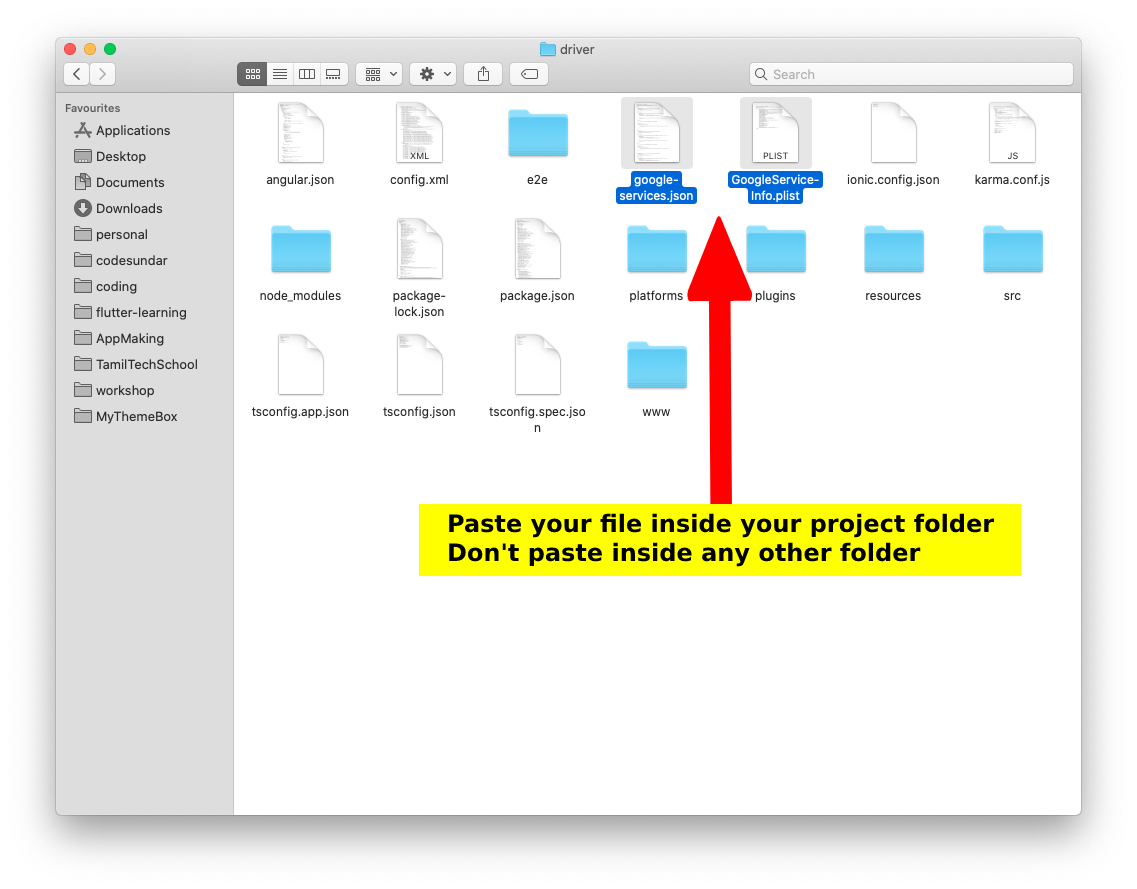 driver
Search
Favourites
Applications
Desktop
Documents
Downloads
personal
codesundar
coding
flutter-learning
AppMaking
TamilTechSchool
workshop
MyThemeBox
XML
PLIST
JS
angular.json
config.xml
e2e
google-
services.json
GoogleService-
Info.plist
ionic.config.json
karma.conf.js
node_modules
package-
lock.json
package.json
platforms
plugins
resources
src
tsconfig.app.json
tsconfig.json
tsconfig.spec.jso
n
www
Paste your file inside your project folder
Don't paste inside any other folder